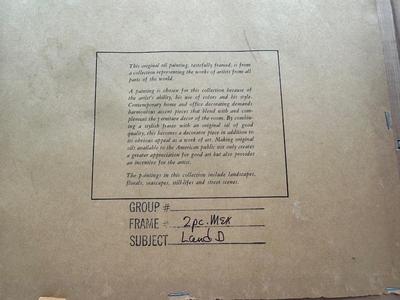 This original oil painting, tastefully framed, is from
a collection representing the works of artists from all
parts of the world.
A painting is chosen for this collection because of
the artist's ability, his use of colors and his style.
Contemporary home and office decorating demands
harmonious accent pieces that blend with and com-
plement the furniture decor of the room. By combin-
ing a stylish frame with an original oil of good
quality, this becomes a decorator piece in addition to
its obvious appeal as a work of art. Making original
oils available to the American public not only creates
a greater appreciation for good art but also provides
an incentive for the artist.
The paintings in this collection include landscapes,
florals, seascapes, still-lifes and street scenes.
GROUP #
FRAME # 2pc. MEX
SUBJECT Land D